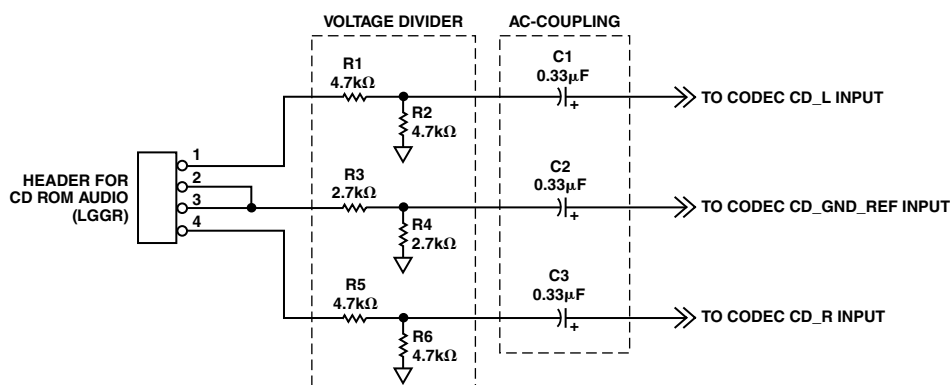 VOLTAGE DIVIDER
AC-COUPLING
R1
4.7kΩ
C1
0.33µF
+
TO CODEC CD_L INPUT
R2
4.7kΩ
HEADER FOR
CD ROM AUDIO
(LGGR)
1
2
3
4
R3
2.7kΩ
C2
0.33µF
+
TO CODEC CD_GND_REF INPUT
R4
2.7kΩ
R5
4.7kΩ
C3
0.33µF
+
TO CODEC CD_R INPUT
R6
4.7kΩ